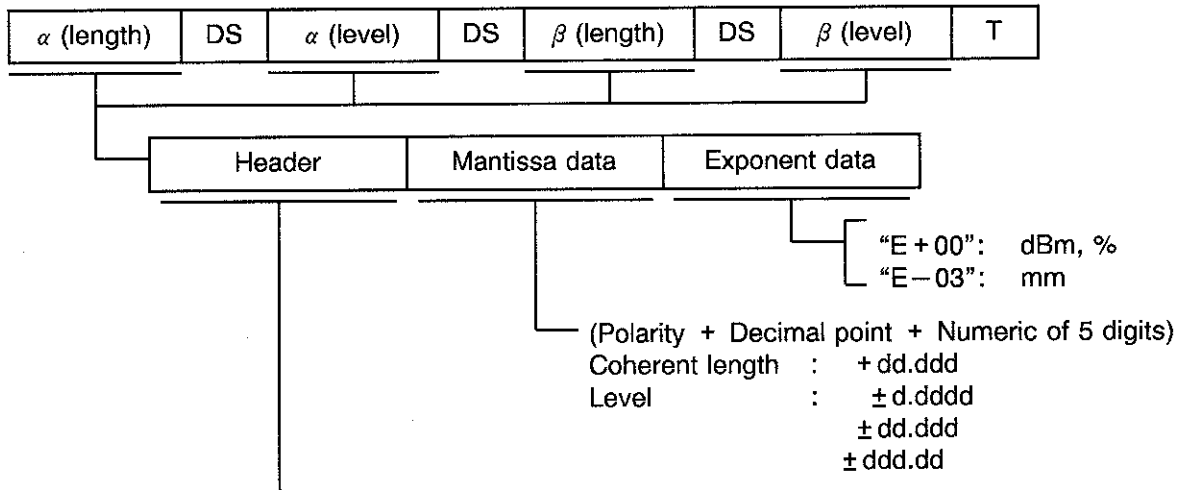 α (length) DS α (level) DS β (length) DS β (level) T
Header Mantissa data Exponent data
“E+00”: dBm, %
“E−03”: mm
(Polarity + Decimal point + Numeric of 5 digits)
Coherent length : +dd.ddd
Level : ±d.dddd
±dd.ddd
±ddd.dd